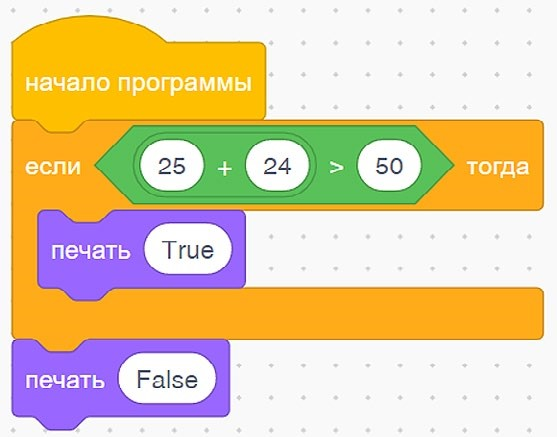 начало программы
если 25 + 24 > 50 тогда
печать True
печать False